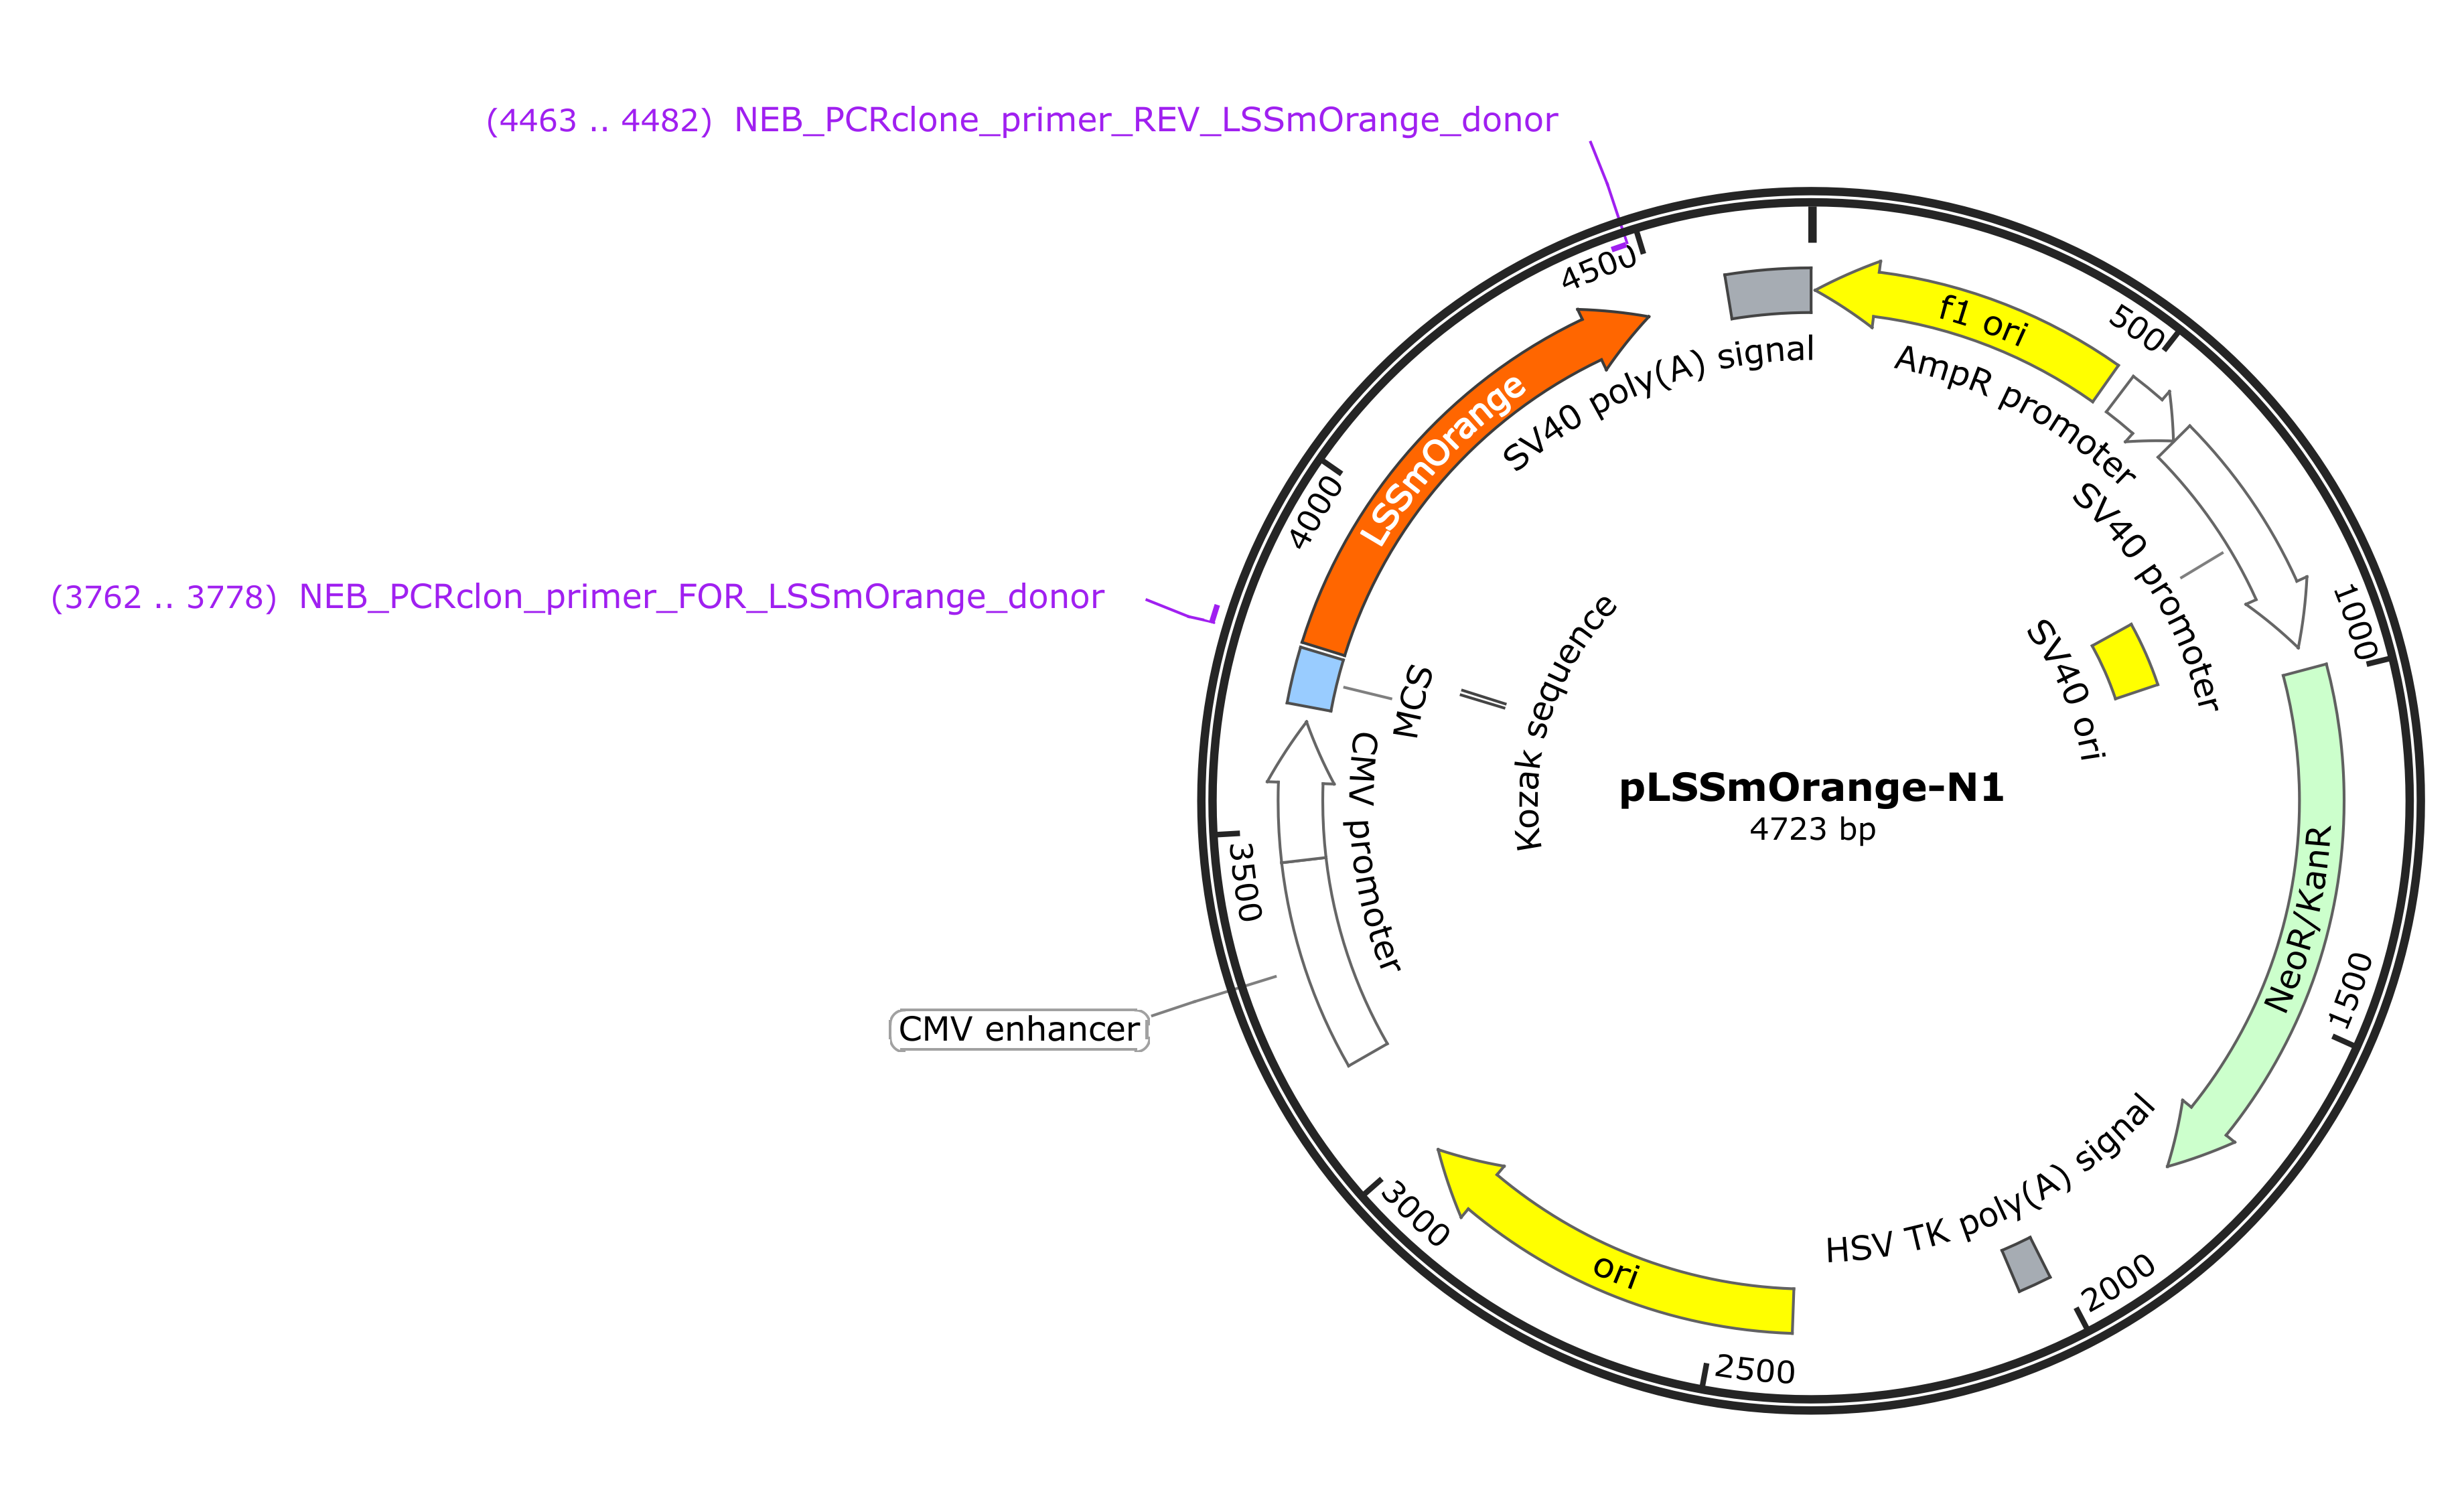 (4463 .. 4482) NEB_PCRclone_primer_REV_LSSmOrange_donor
4500
f1 ori
500
SV40 poly(A) signal
AmpR promoter
LSSmOrange
4000
SV40 promoter
(3762 .. 3778) NEB_PCRclon_primer_FOR_LSSmOrange_donor
1000
SV40 ori
MCS
Kozak sequence
CMV promoter
pLSSmOrange-N1
4723 bp
3500
NeoR/KanR
CMV enhancer
1500
HSV TK poly(A) signal
3000
ori
2000
2500